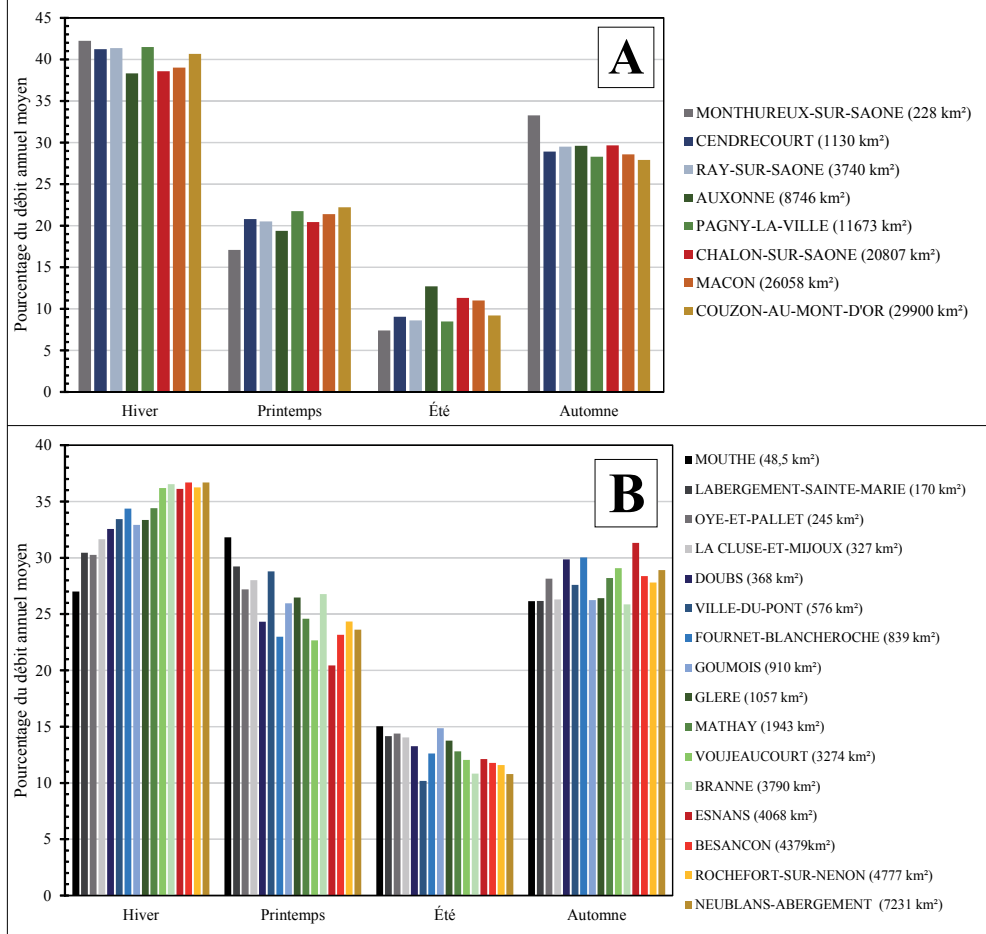 A
Pourcentage du débit annuel moyen
45
40
35
30
25
20
15
10
5
0
Hiver
Printemps
Été
Automne
MONTHUREUX-SUR-SAONE (228 km²)
CENDRECOURT (1130 km²)
RAY-SUR-SAONE (3740 km²)
AUXONNE (8746 km²)
PAGNY-LA-VILLE (11673 km²)
CHALON-SUR-SAONE (20807 km²)
MACON (26058 km²)
COUZON-AU-MONT-D'OR (29900 km²)
B
Pourcentage du débit annuel moyen
40
35
30
25
20
15
10
5
0
Hiver
Printemps
Été
Automne
MOUTHE (48,5 km²)
LABERGEMENT-SAINTE-MARIE (170 km²)
OYE-ET-PALLET (245 km²)
LA CLUSE-ET-MIJOUX (327 km²)
DOUBS (368 km²)
VILLE-DU-PONT (576 km²)
FOURNET-BLANCHEROCHE (839 km²)
GOUMOIS (910 km²)
GLERE (1057 km²)
MATHAY (1943 km²)
VOUJEAUCOURT (3274 km²)
BRANNE (3790 km²)
ESNANS (4068 km²)
BESANCON (4379km²)
ROCHEFORT-SUR-NENON (4777 km²)
NEUBLANS-ABERGEMENT (7231 km²)